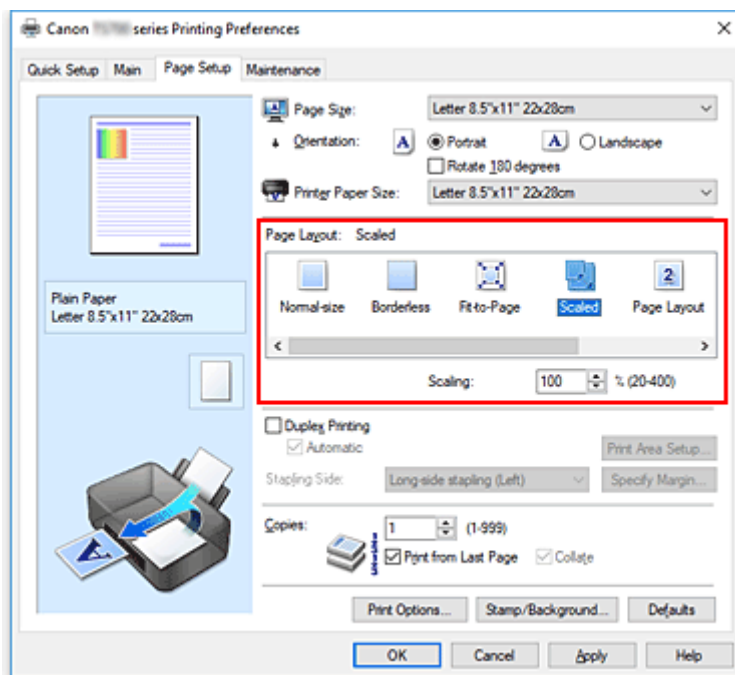 Canon series Printing Preferences
Quick Setup Main Page Setup Maintenance
Page Size: Letter 8.5"x11" 22x28cm
Orientation: A Portrait A Landscape
Rotate 180 degrees
Printer Paper Size: Letter 8.5"x11" 22x28cm
Page Layout: Scaled
Normal-size Borderless Fit-to-Page Scaled 2 Page Layout
Scaling: 100 % (20-400)
Plain Paper
Letter 8.5"x11" 22x28cm
Duplex Printing
Automatic Print Area Setup...
Stapling Side: Long-side stapling (Left) Specify Margin...
Copies: 1 (1-999)
Print from Last Page Collate
A
Print Options... Stamp/Background... Defaults
OK Cancel Apply Help